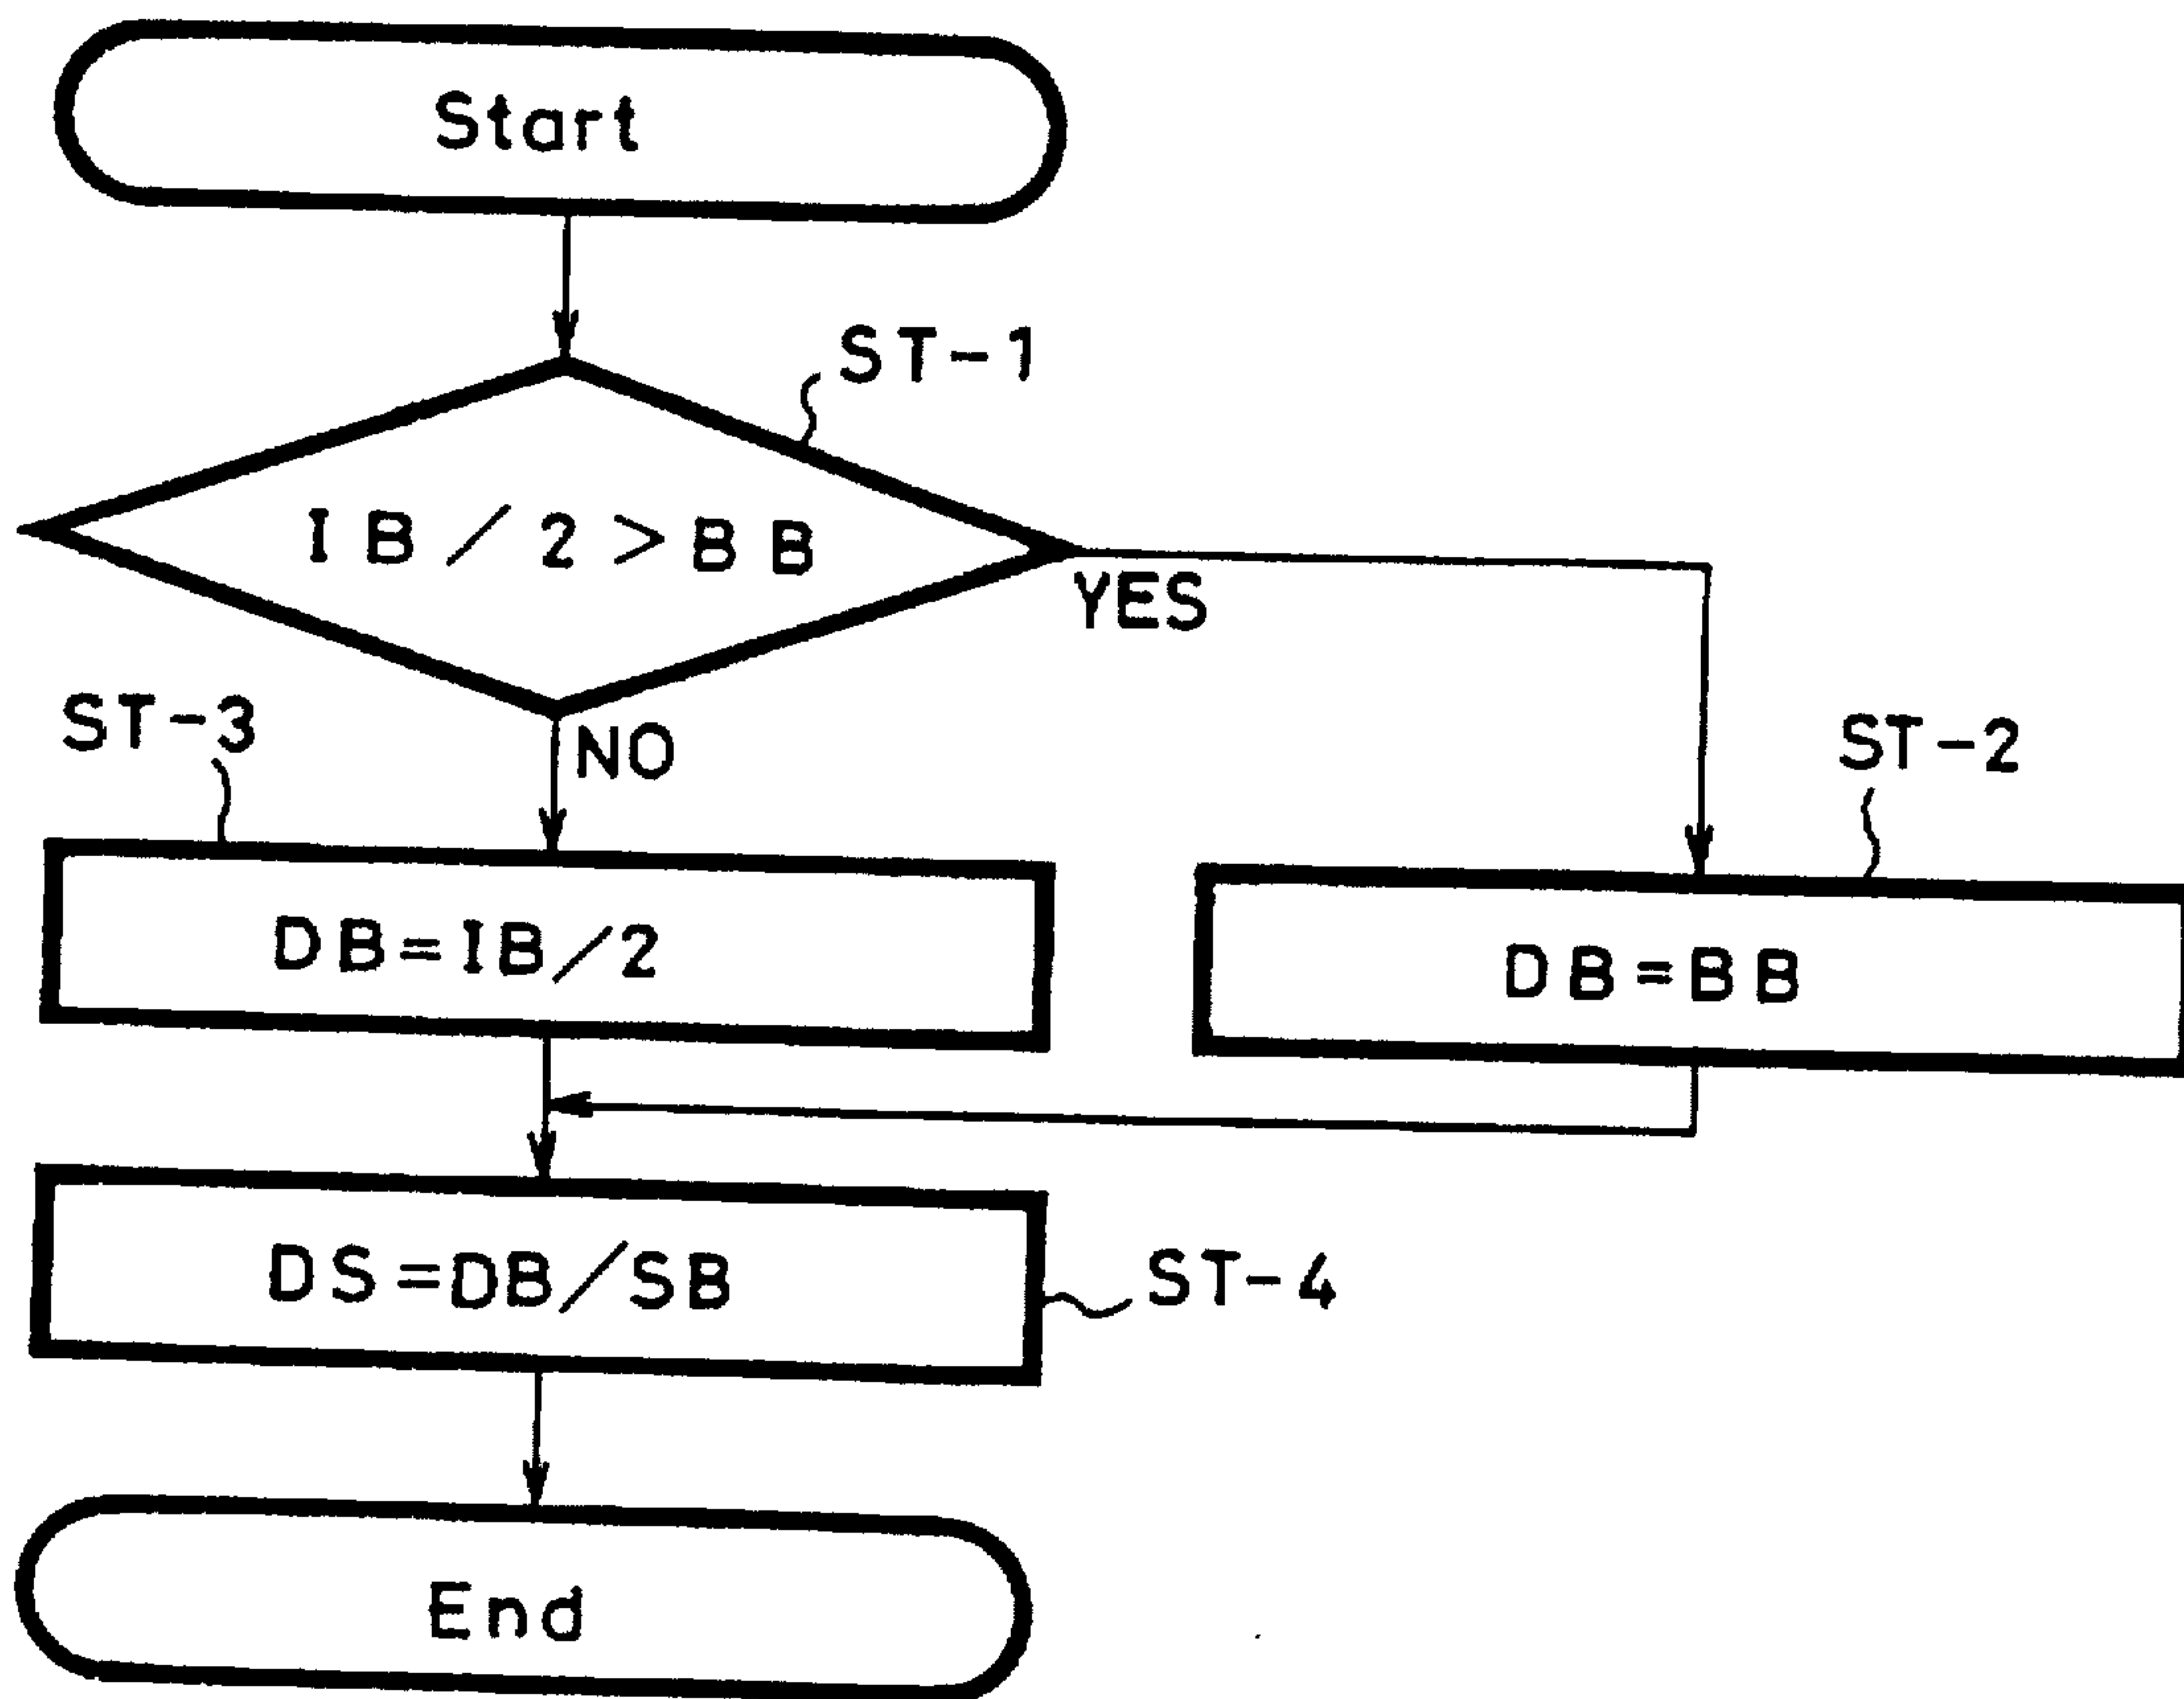 Start
ST-1
IB/2>BB
YES
ST-3
NO
ST-2
DB=IB/2
DB=BB
DS=DB/SB
ST-4
End